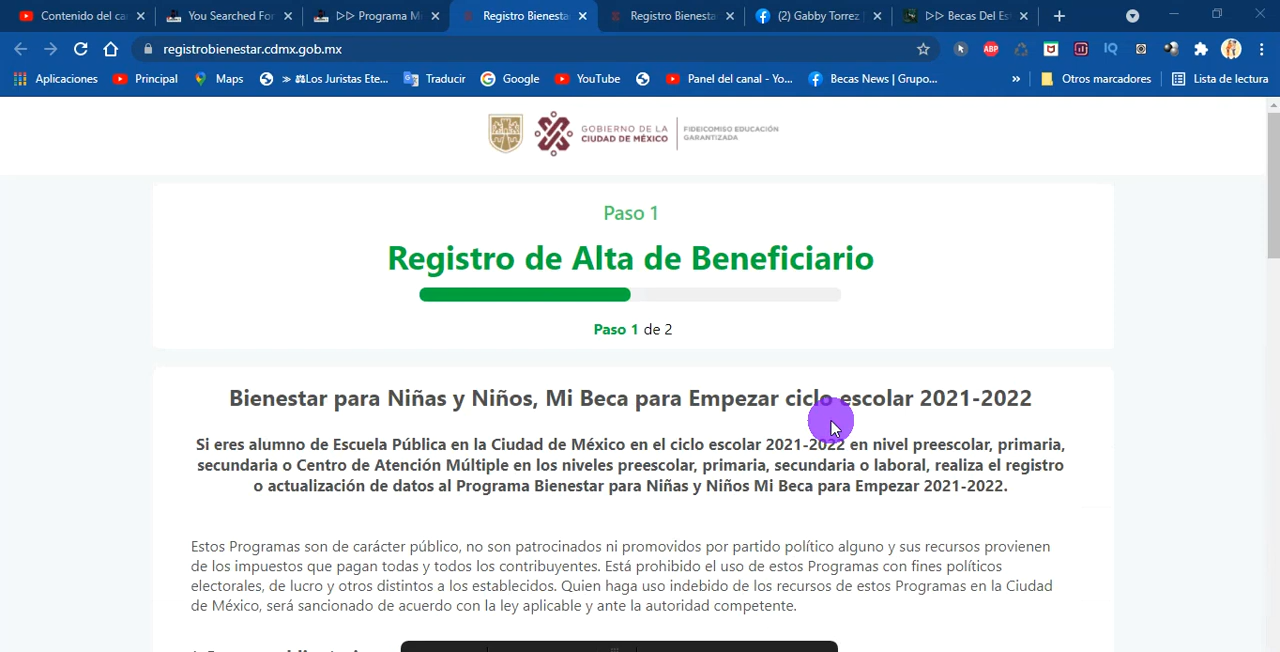 Contenido del ca
You Searched For
▷▷ Programa M
Registro Bienesta
Registro Bienesta
(2) Gabby Torrez
▷▷ Becas Del Es
registrobienestar.cdmx.gob.mx
ABP
IQ
Aplicaciones
Principal
Maps
» ⚖Los Juristas Ete...
Traducir
Google
YouTube
Panel del canal - Yo...
Becas News | Grupo...
»
Otros marcadores
Lista de lectura
GOBIERNO DE LA
CIUDAD DE MÉXICO
FIDEICOMISO EDUCACIÓN
GARANTIZADA
Paso 1
Registro de Alta de Beneficiario
Paso 1 de 2
Bienestar para Niñas y Niños, Mi Beca para Empezar ciclo escolar 2021-2022
Si eres alumno de Escuela Pública en la Ciudad de México en el ciclo escolar 2021-2022 en nivel preescolar, primaria,
secundaria o Centro de Atención Múltiple en los niveles preescolar, primaria, secundaria o laboral, realiza el registro
o actualización de datos al Programa Bienestar para Niñas y Niños Mi Beca para Empezar 2021-2022.
Estos Programas son de carácter público, no son patrocinados ni promovidos por partido político alguno y sus recursos provienen
de los impuestos que pagan todas y todos los contribuyentes. Está prohibido el uso de estos Programas con fines políticos
electorales, de lucro y otros distintos a los establecidos. Quien haga uso indebido de los recursos de estos Programas en la Ciudad
de México, será sancionado de acuerdo con la ley aplicable y ante la autoridad competente.